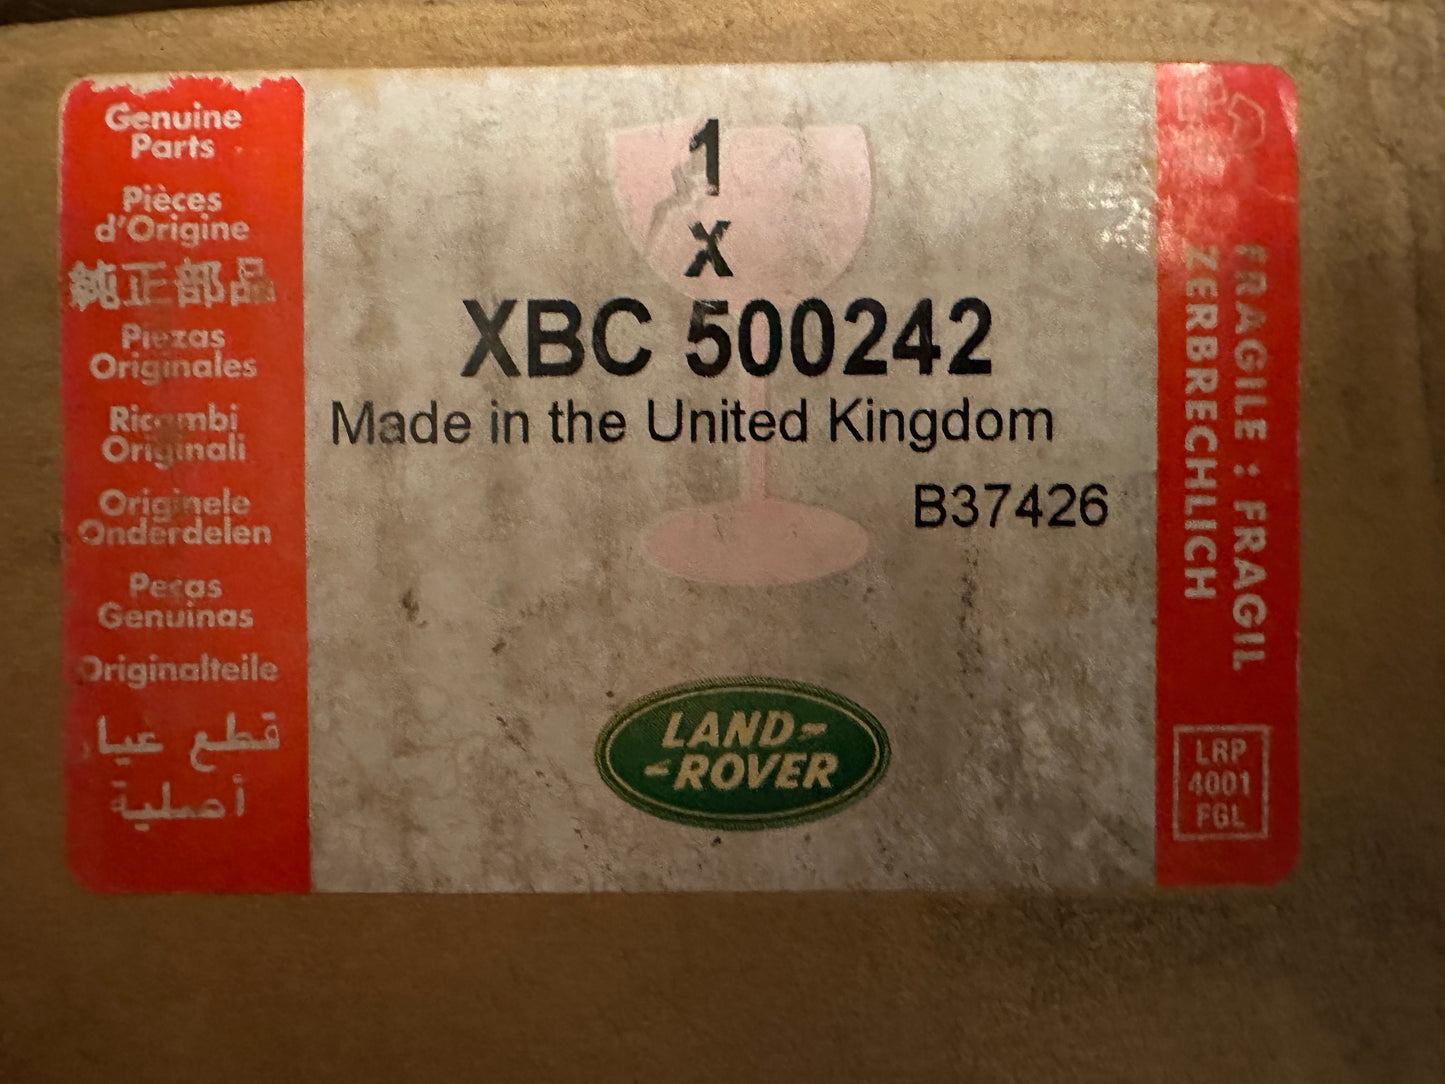 Genuine
Parts
Pièces
d'Origine
純正部品
Piezas
Originales
Ricambi
Originali
Originele
Onderdelen
Peças
Genuinas
Originalteile
قطع غيار
أصلية
1
X
XBC 500242
Made in the United Kingdom
B37426
LAND-
-ROVER
FRAGILE : FRAGIL
ZERBRECHLICH
LRP
4001
FGL